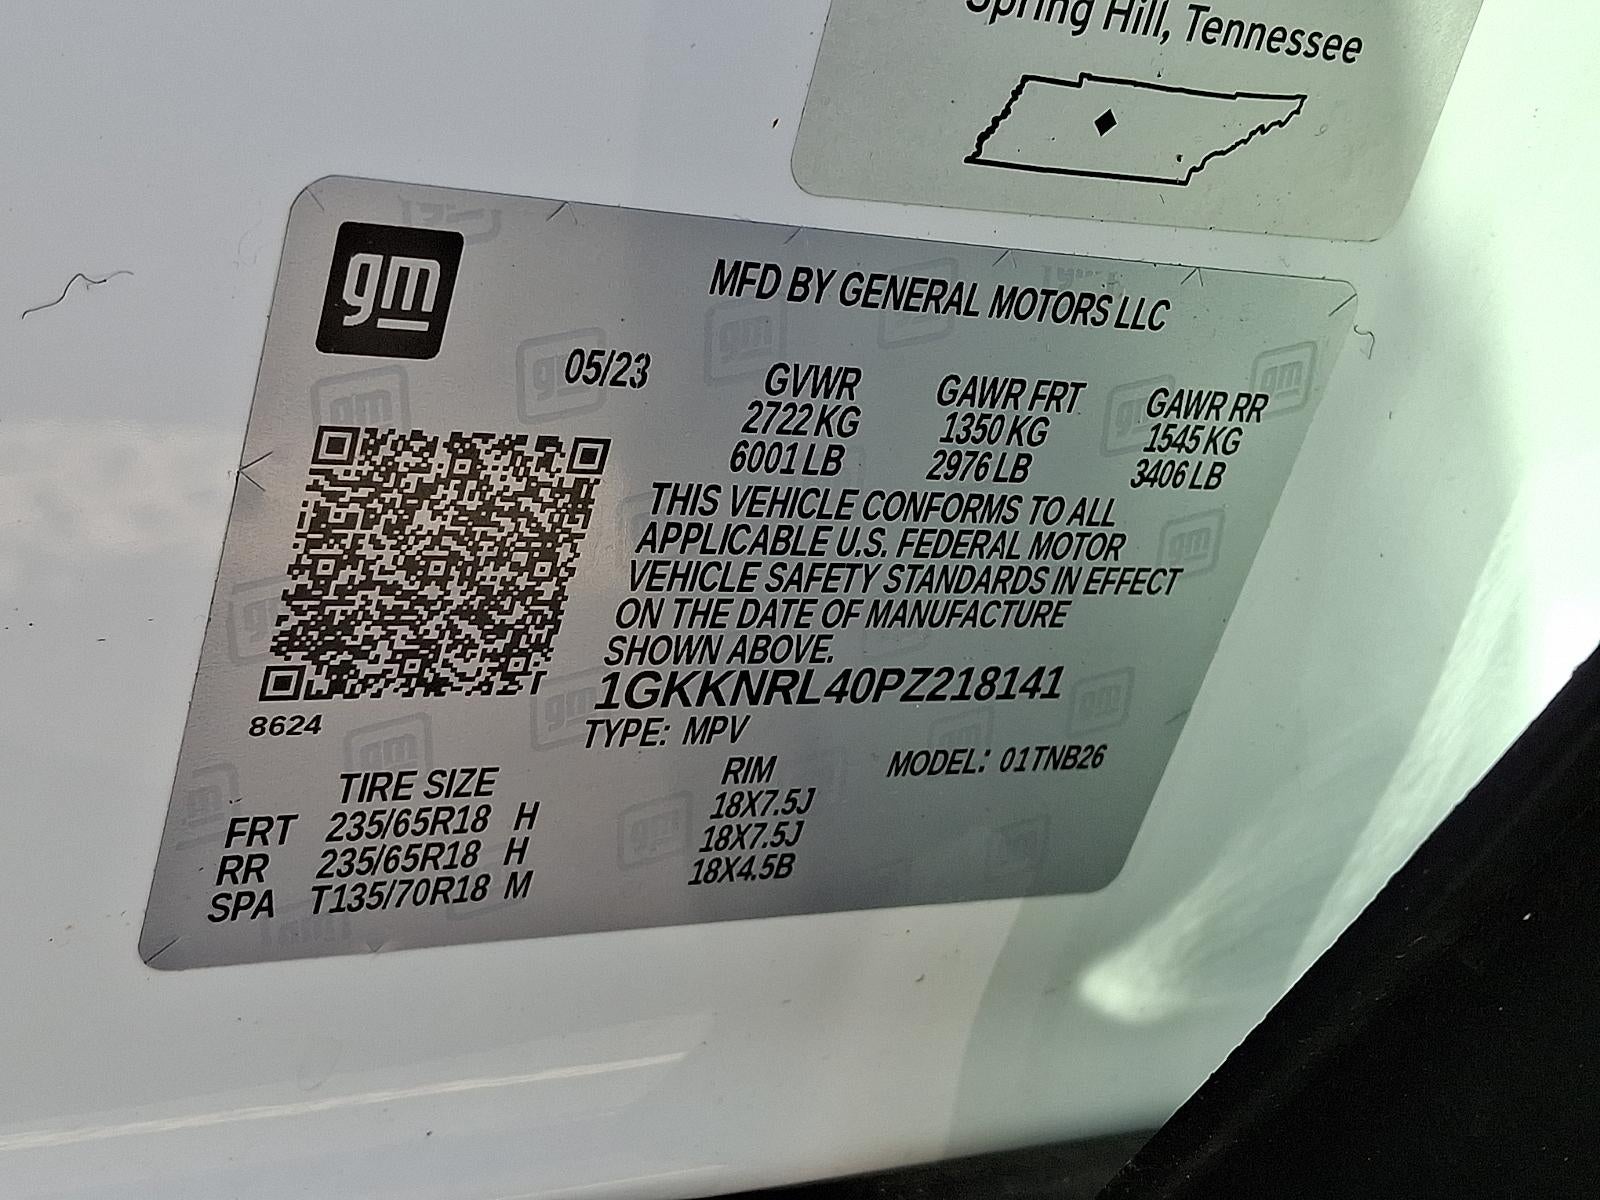 Spring Hill, Tennessee
gm
MFD BY GENERAL MOTORS LLC
05/23
GVWR GAWR FRT GAWR RR
2722 KG 1350 KG 1545 KG
6001 LB 2976 LB 3406 LB
THIS VEHICLE CONFORMS TO ALL
APPLICABLE U.S. FEDERAL MOTOR
VEHICLE SAFETY STANDARDS IN EFFECT
ON THE DATE OF MANUFACTURE
SHOWN ABOVE.
1GKKNRL40PZ218141
8624
TYPE: MPV
MODEL: 01TNB26
TIRE SIZE RIM
FRT 235/65R18 H 18X7.5J
RR 235/65R18 H 18X7.5J
SPA T135/70R18 M 18X4.5B